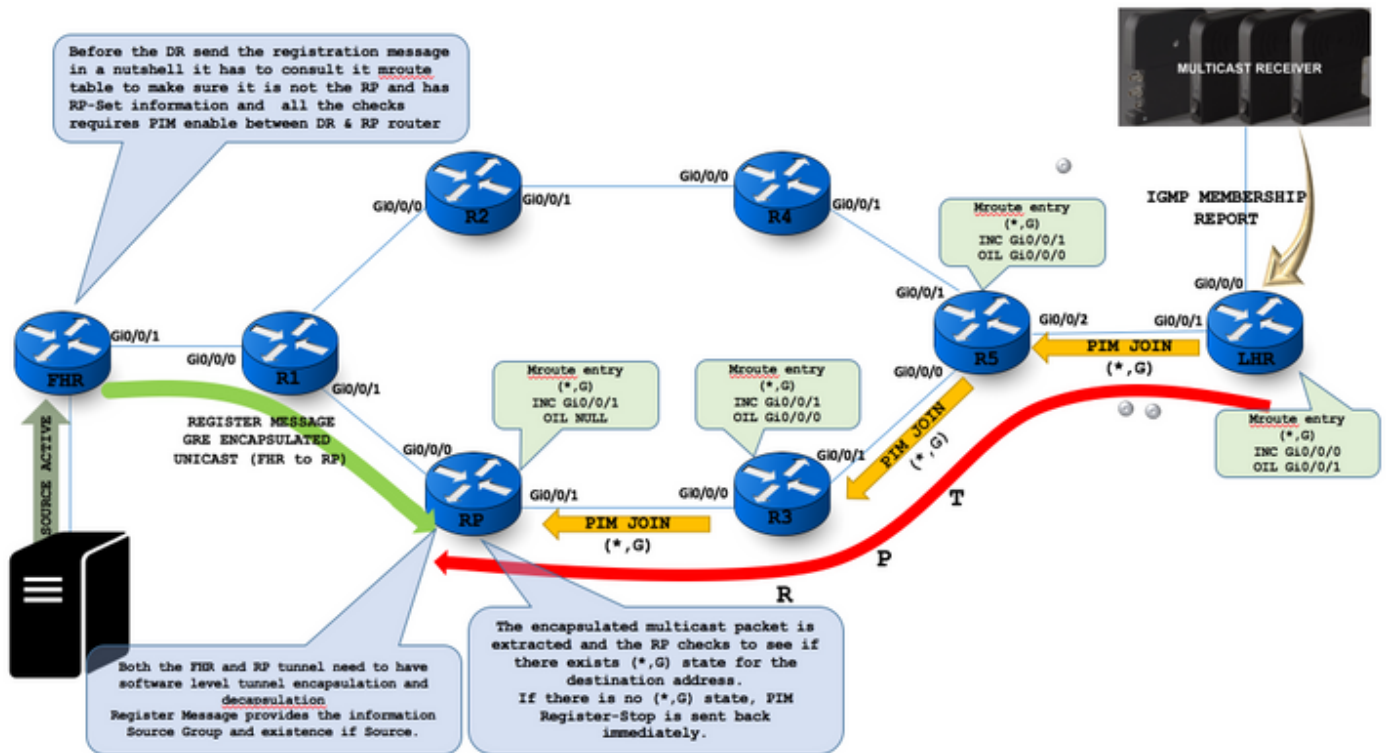 Before the DR send the registration message
in a nutshell it has to consult it mroute
table to make sure it is not the RP and has
RP-Set information and all the checks
requires PIM enable between DR & RP router
MULTICAST RECEIVER
IGMP MEMBERSHIP
REPORT
Gi0/0/0
R2
Gi0/0/1
Gi0/0/0
R4
Gi0/0/1
Mroute entry
(*,G)
INC Gi0/0/1
OIL Gi0/0/0
FHR
Gi0/0/1
Gi0/0/0
R1
Gi0/0/1
Gi0/0/1
R5
Gi0/0/2
Gi0/0/0
Gi0/0/0
Gi0/0/1
LHR
PIM JOIN
(*,G)
Mroute entry
(*,G)
INC Gi0/0/0
OIL Gi0/0/1
SOURCE ACTIVE
REGISTER MESSAGE
GRE ENCAPSULATED
UNICAST (FHR to RP)
Mroute entry
(*,G)
INC Gi0/0/1
OIL NULL
Mroute entry
(*,G)
INC Gi0/0/1
OIL Gi0/0/0
PIM JOIN
(*,G)
Gi0/0/0
RP
Gi0/0/1
Gi0/0/0
R3
Gi0/0/1
PIM JOIN
(*,G)
R P T
Both the FHR and RP tunnel need to have
software level tunnel encapsulation and
decapsulation
Register Message provides the information
Source Group and existence if Source.
The encapsulated multicast packet is
extracted and the RP checks to see if
there exists (*,G) state for the
destination address.
If there is no (*,G) state, PIM
Register-Stop is sent back
immediately.